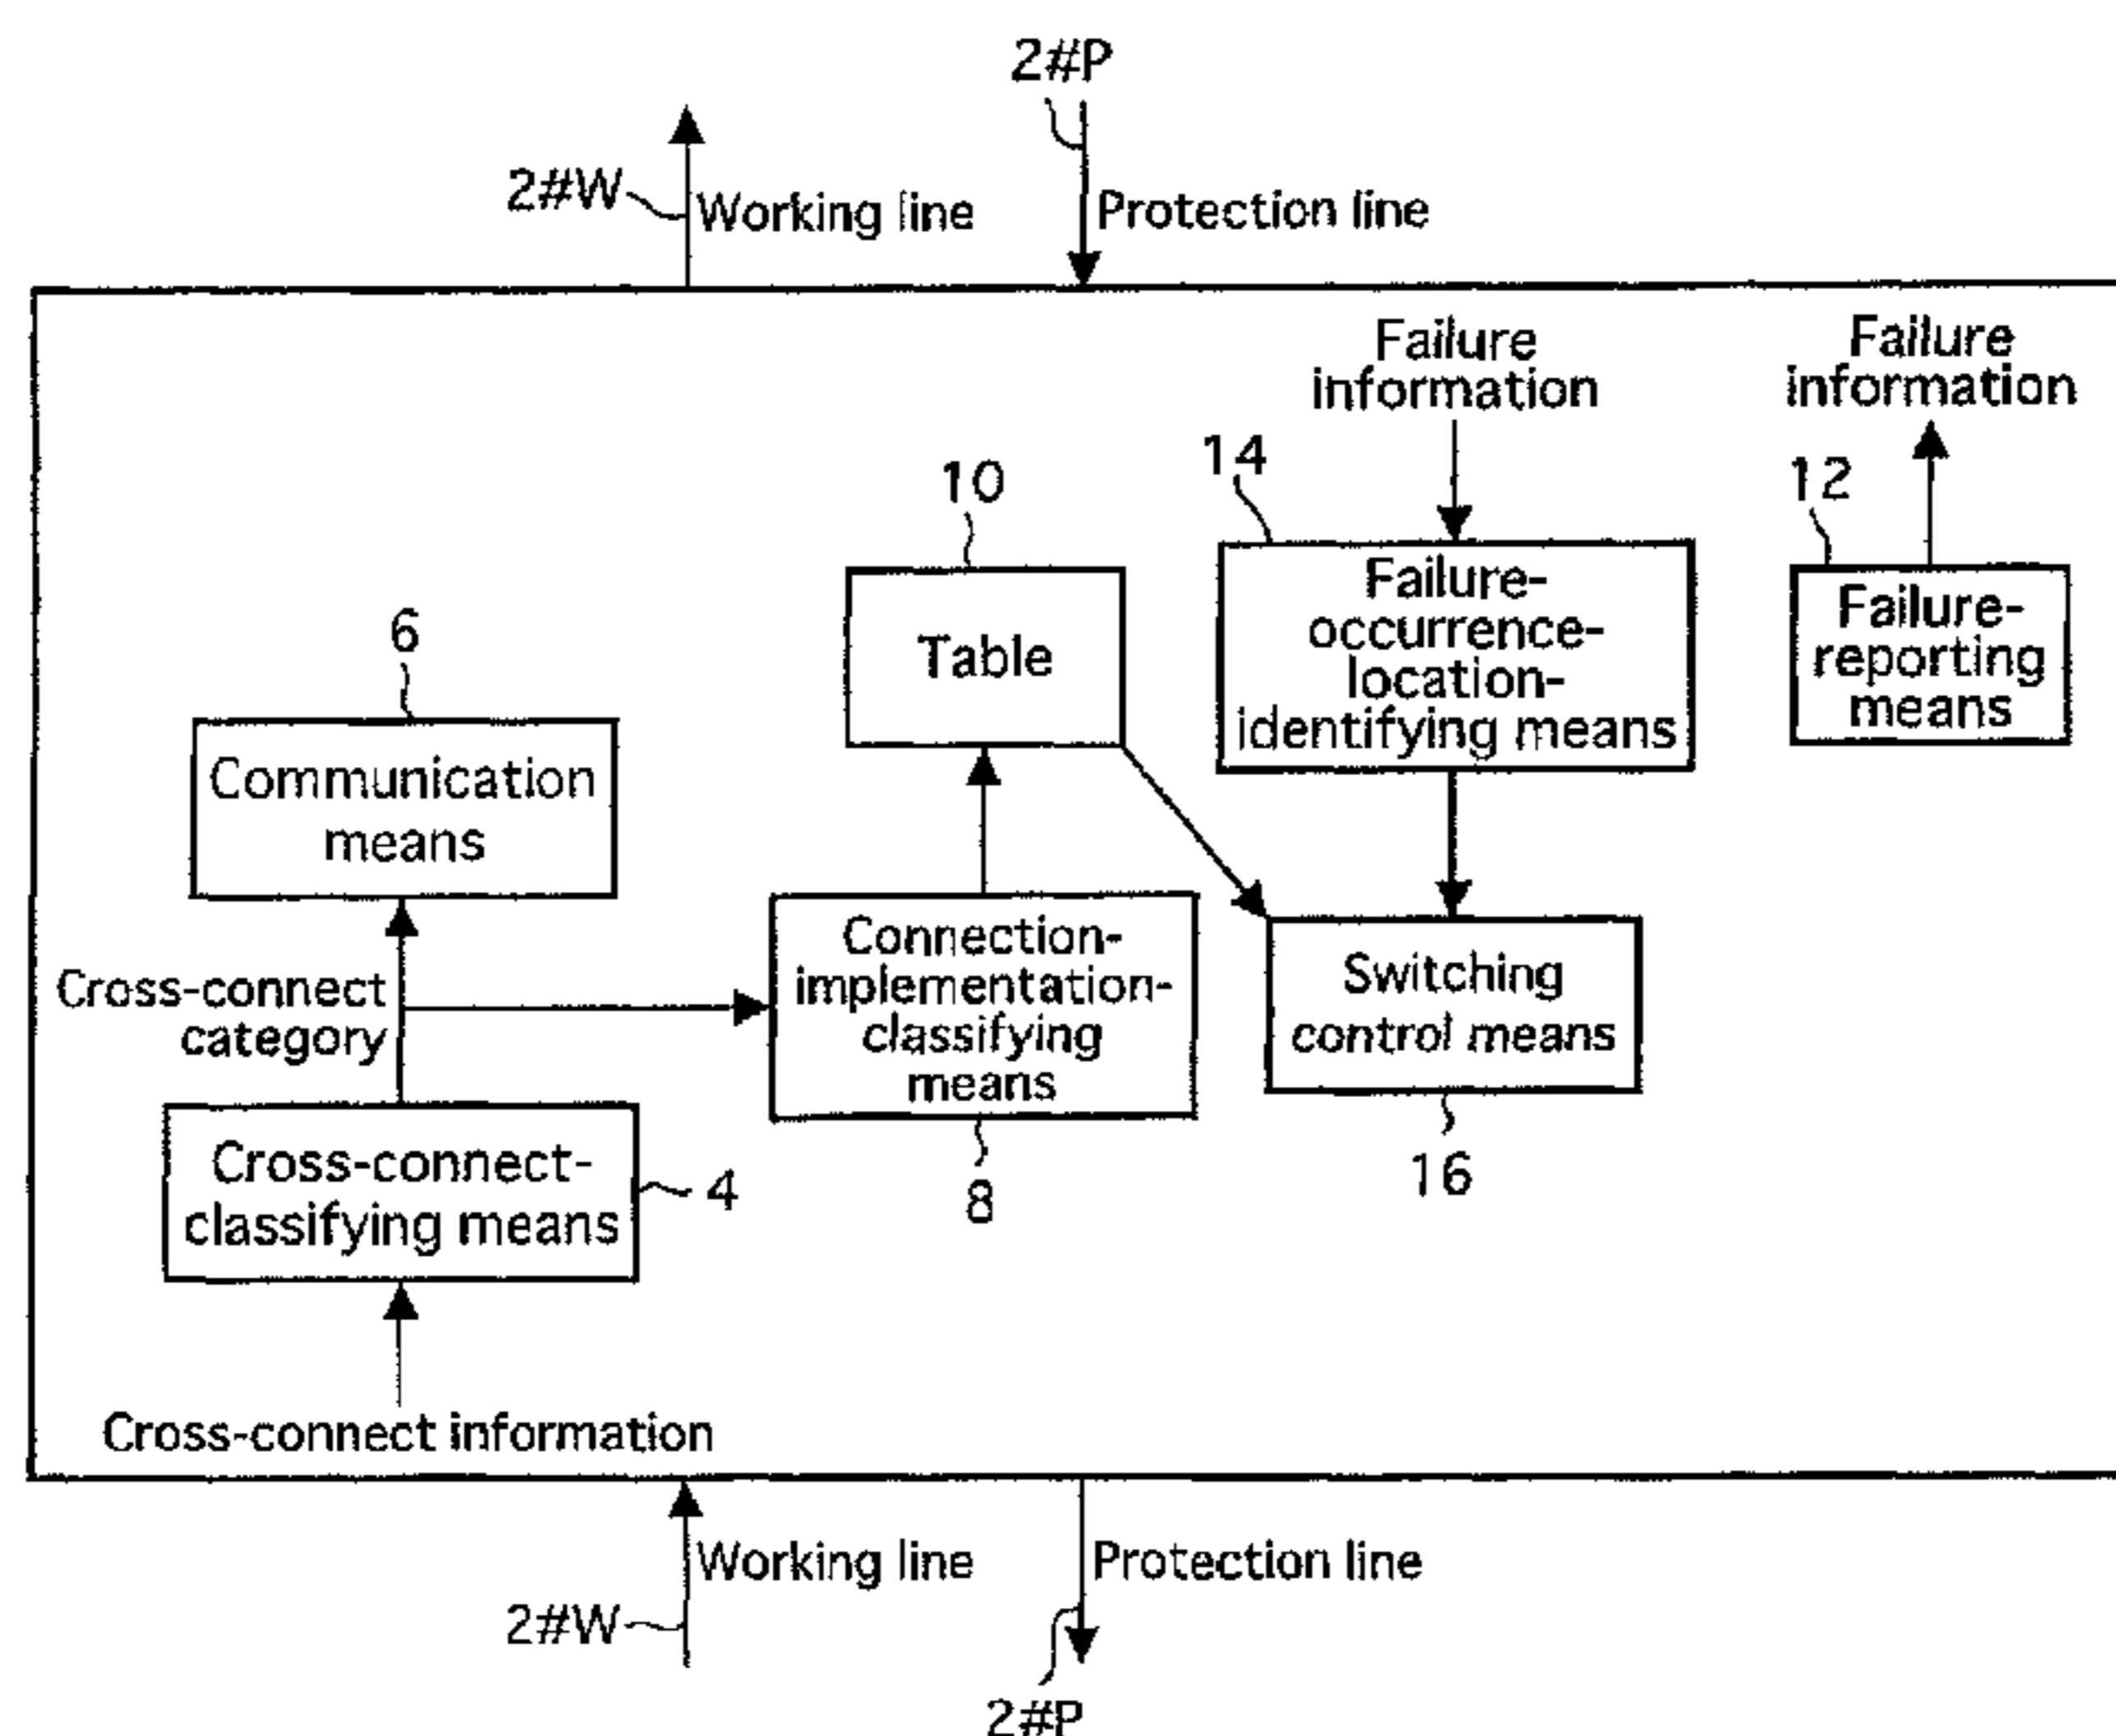 2#P
2#W
Working line
Protection line
Failure
information
Failure
information
14
12
10
Failure-
occurrence-
location-
identifying means
Failure-
reporting
means
Table
6
Communication
means
Connection-
implementation-
classifying
means
Switching
control means
Cross-connect
category
Cross-connect-
classifying means
4
8
16
Cross-connect information
Working line
Protection line
2#W
2#P